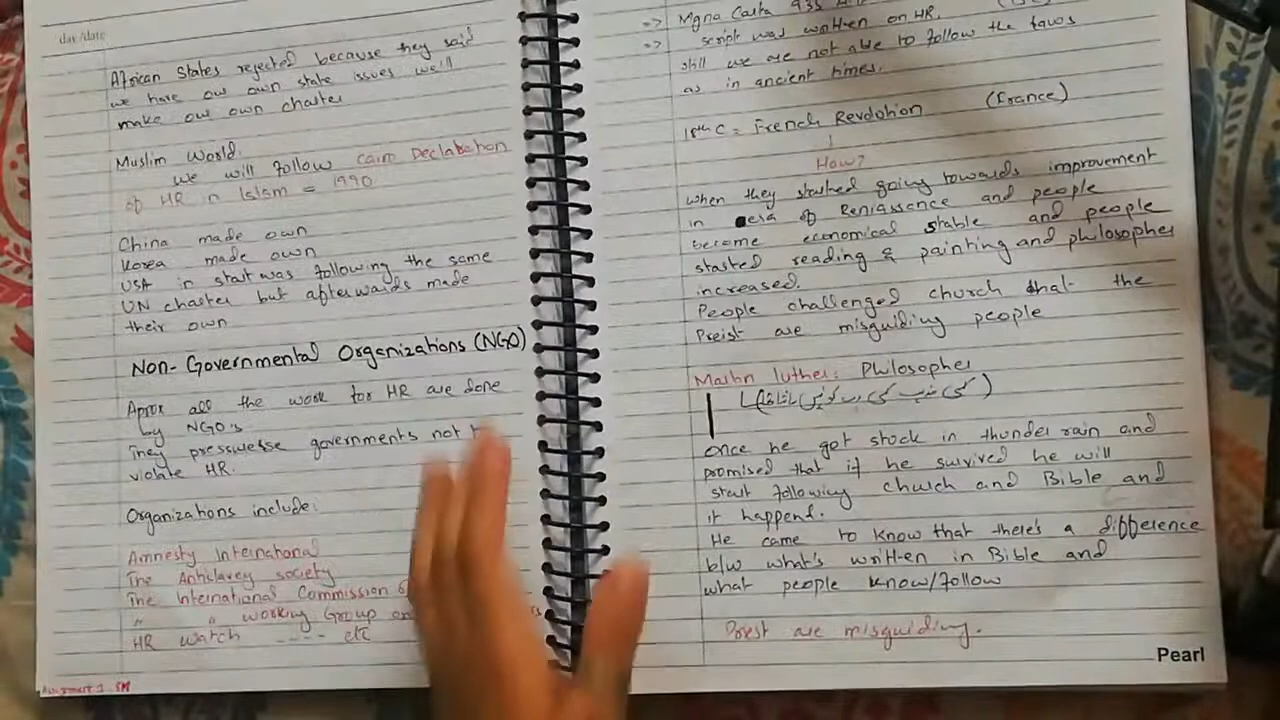 day/date
African States rejected because they said
we have our own state issues we'll
make our own charter
Muslim World.
we will follow cairo Declaration
of HR n Islam = 1990
China made own
Korea made own
USA in start was following the same
UN charter but afterwards made
their own
Non-Governmental Organizations (NGO)
Aprox all the work for HR are done
by NGO's
They governments not
violate HR.
Organizations include:
Amnesty International
The Antislavey society
The International Commission
" " working Group on
HR watch ---- etc
Assignment 1
=> Mgna Carta 935
=> script was written on HR.
still we are not able to follow the laws
as in ancient times.
18th C = French Revolution (France)
How?
when they started going towards improvement
in era of Reniassence and people
become economical stable and people
started reading & painting and philosopher
increased.
People challenged church that the
Preist are misguiding people
Martin luther: Philosopher
once he got stuck in thunder rain and
promised that if he survived he will
start following church and Bible and
it happend.
He came to know that there's a difference
b/w what's written in Bible and
what people know/follow
Priest are misguiding.
Pearl